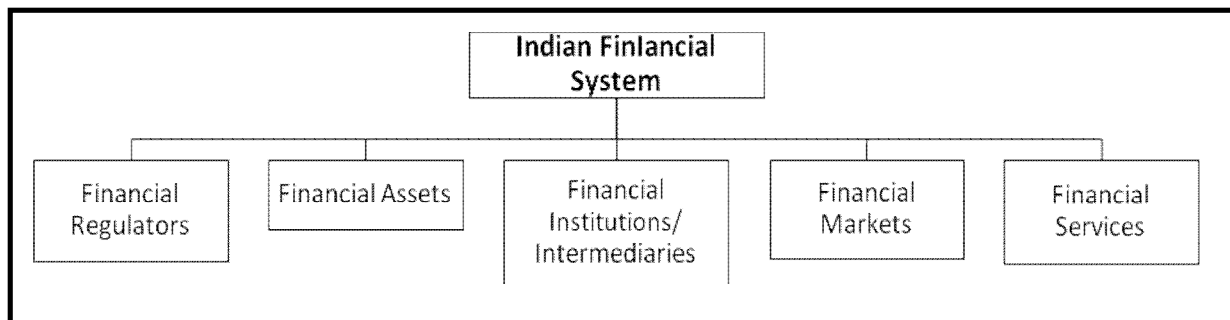 Indian Finlancial
System
Financial
Regulators
Financial Assets
Financial
Institutions/
Intermediaries
Financial
Markets
Financial
Services